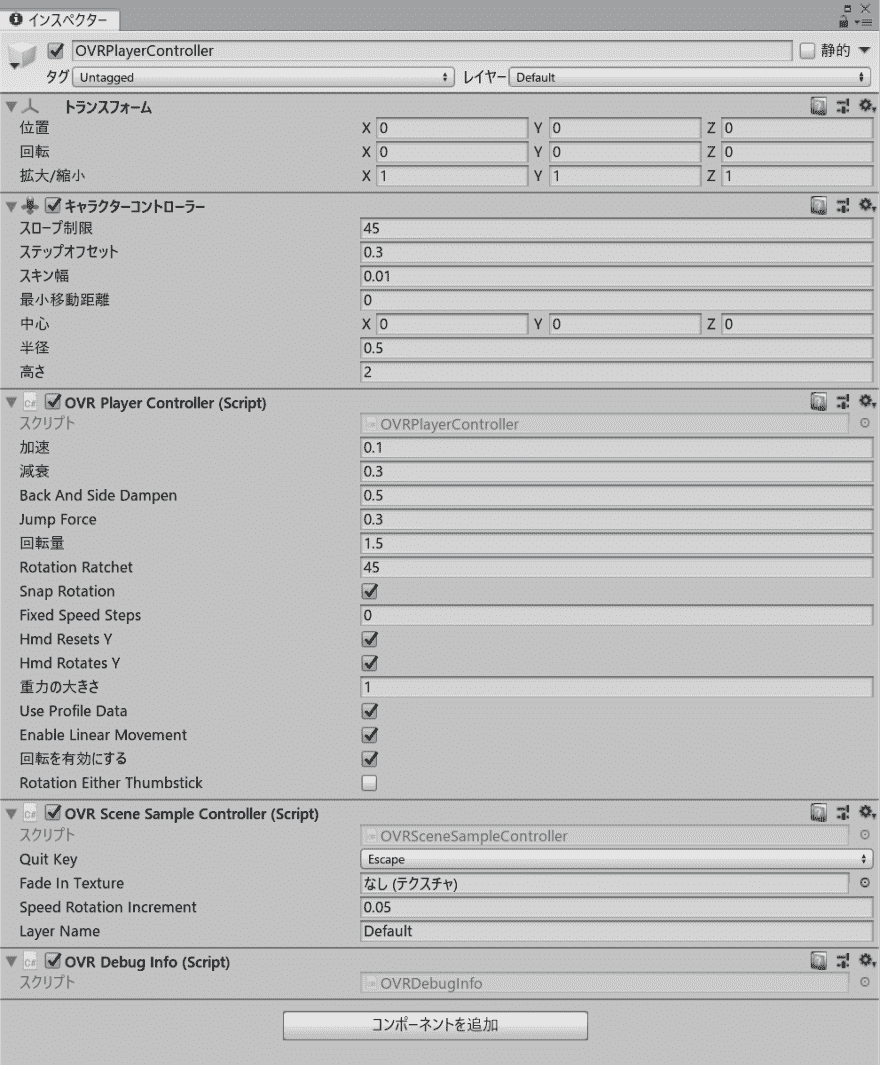 インスペクター
OVRPlayerController 静的
タグ Untagged レイヤー Default
トランスフォーム
位置 X 0 Y 0 Z 0
回転 X 0 Y 0 Z 0
拡大/縮小 X 1 Y 1 Z 1
キャラクターコントローラー
スロープ制限 45
ステップオフセット 0.3
スキン幅 0.01
最小移動距離 0
中心 X 0 Y 0 Z 0
半径 0.5
高さ 2
C# OVR Player Controller (Script)
スクリプト OVRPlayerController
加速 0.1
減衰 0.3
Back And Side Dampen 0.5
Jump Force 0.3
回転量 1.5
Rotation Ratchet 45
Snap Rotation
Fixed Speed Steps 0
Hmd Resets Y
Hmd Rotates Y
重力の大きさ 1
Use Profile Data
Enable Linear Movement
回転を有効にする
Rotation Either Thumbstick
C# OVR Scene Sample Controller (Script)
スクリプト OVRSceneSampleController
Quit Key Escape
Fade In Texture なし (テクスチャ)
Speed Rotation Increment 0.05
Layer Name Default
C# OVR Debug Info (Script)
スクリプト OVRDebugInfo
コンポーネントを追加